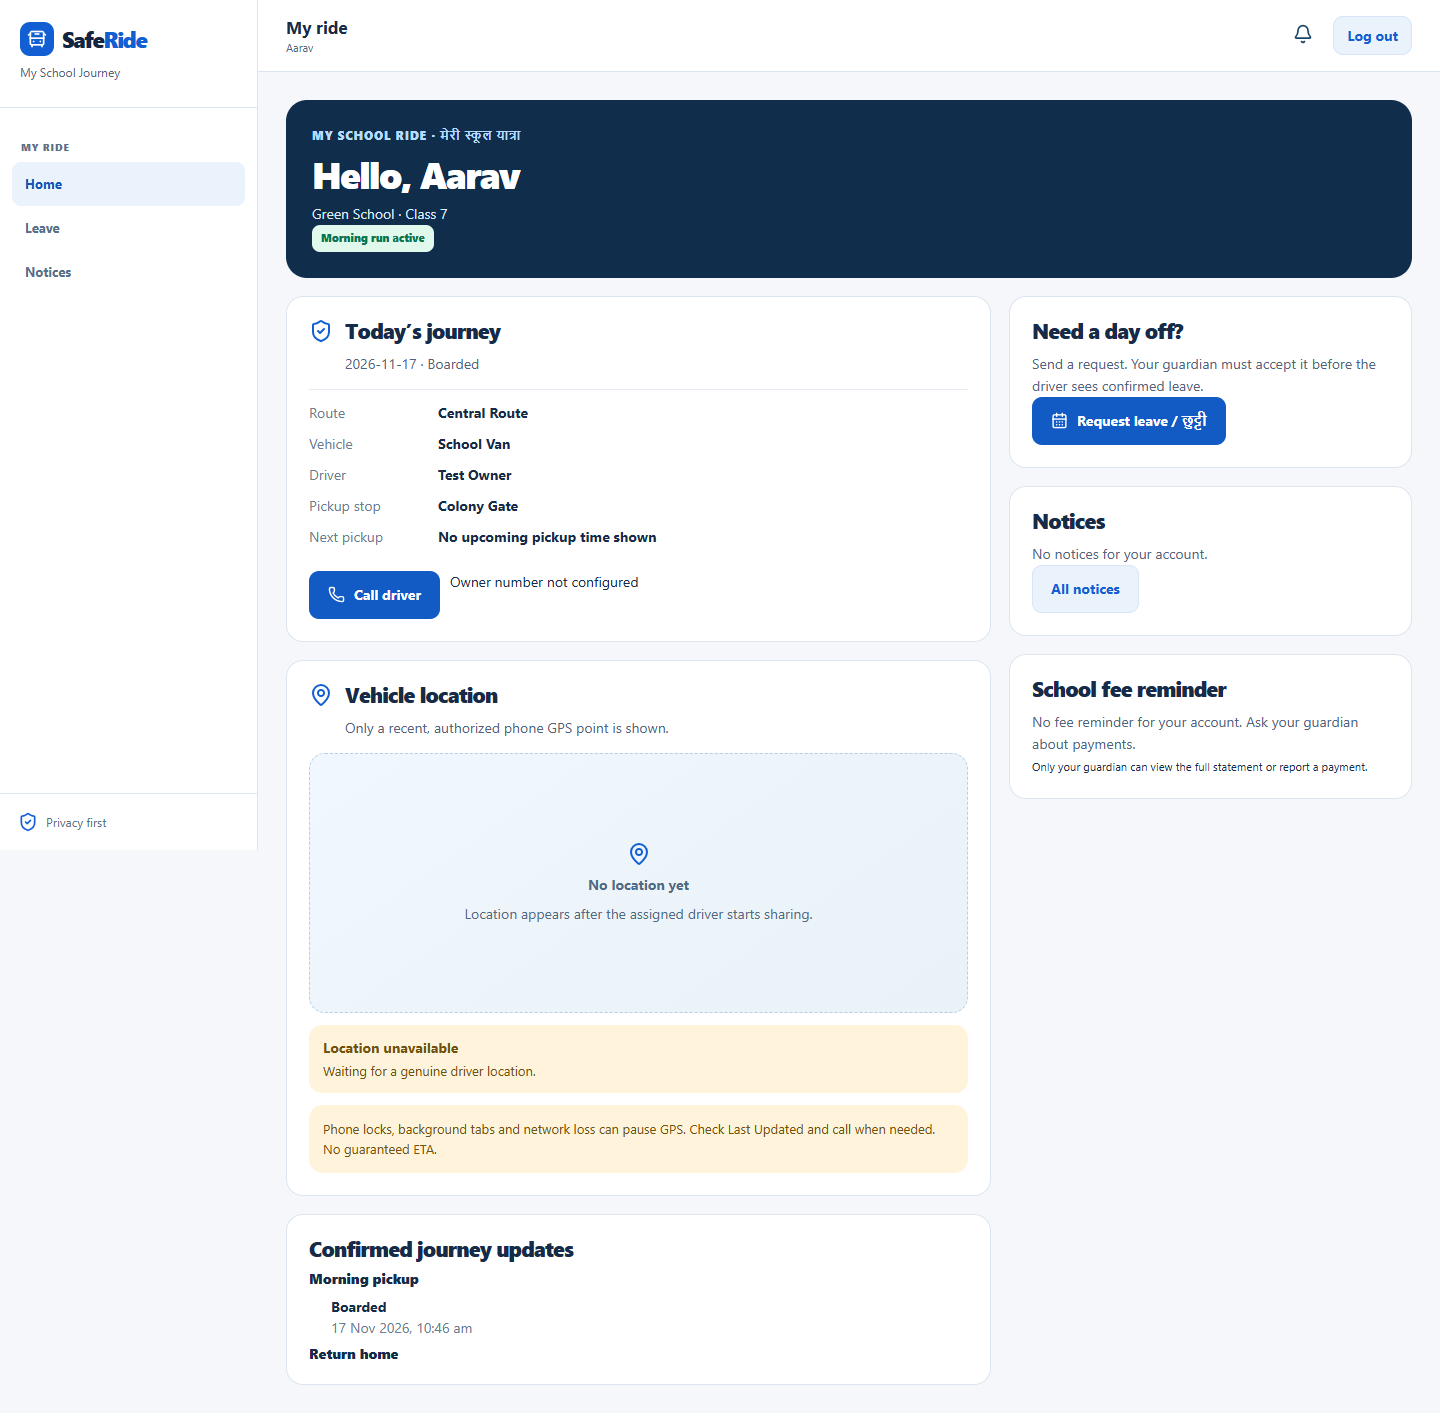 SafeRide
My School Journey
MY RIDE
Home
Leave
Notices
Privacy first
My ride
Aarav
Log out
MY SCHOOL RIDE · मेरी स्कूल यात्रा
Hello, Aarav
Green School · Class 7
Morning run active
Today's journey
2026-11-17 · Boarded
Route Central Route
Vehicle School Van
Driver Test Owner
Pickup stop Colony Gate
Next pickup No upcoming pickup time shown
Call driver Owner number not configured
Vehicle location
Only a recent, authorized phone GPS point is shown.
No location yet
Location appears after the assigned driver starts sharing.
Location unavailable
Waiting for a genuine driver location.
Phone locks, background tabs and network loss can pause GPS. Check Last Updated and call when needed.
No guaranteed ETA.
Confirmed journey updates
Morning pickup
Boarded
17 Nov 2026, 10:46 am
Return home
Need a day off?
Send a request. Your guardian must accept it before the
driver sees confirmed leave.
Request leave / छुट्टी
Notices
No notices for your account.
All notices
School fee reminder
No fee reminder for your account. Ask your guardian
about payments.
Only your guardian can view the full statement or report a payment.